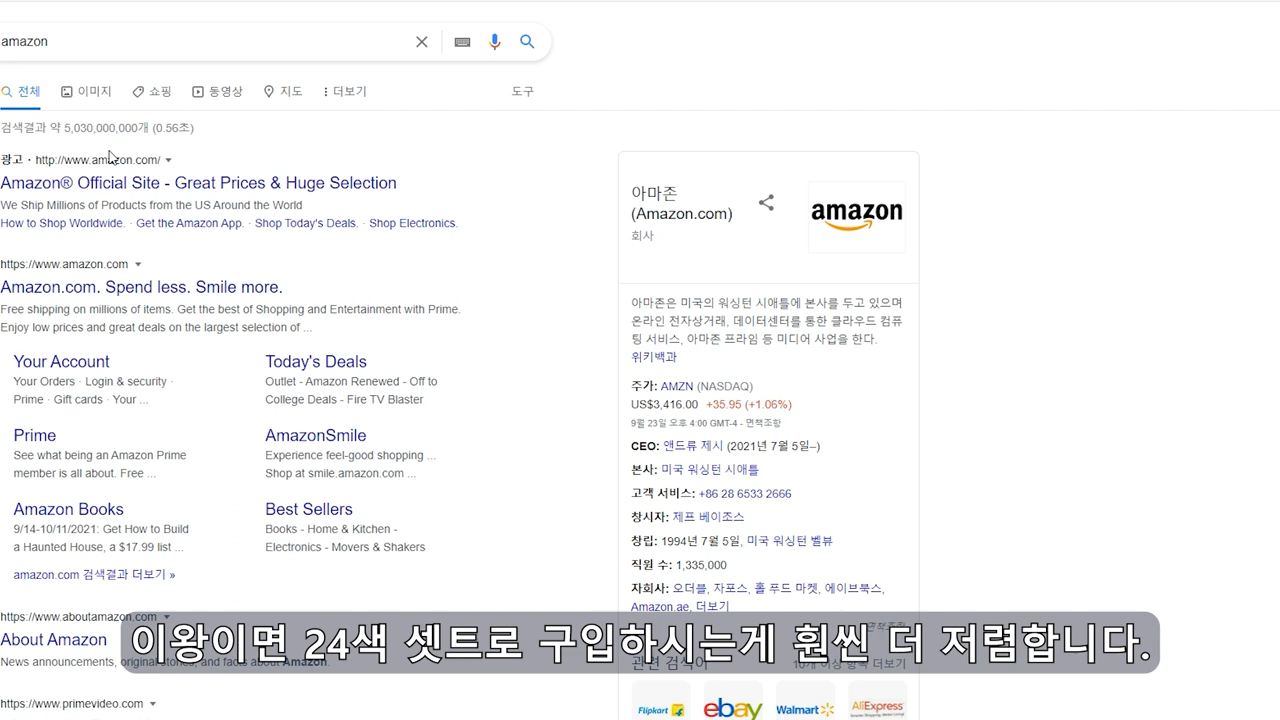 amazon
전체 이미지 쇼핑 동영상 지도 더보기 도구
검색결과 약 5,030,000,000개 (0.56초)
광고 · http://www.amazon.com/
Amazon® Official Site - Great Prices & Huge Selection
We Ship Millions of Products from the US Around the World
How to Shop Worldwide. · Get the Amazon App. · Shop Today's Deals. · Shop Electronics.
https://www.amazon.com
Amazon.com. Spend less. Smile more.
Free shipping on millions of items. Get the best of Shopping and Entertainment with Prime.
Enjoy low prices and great deals on the largest selection of ...
Your Account
Your Orders · Login & security ·
Prime · Gift cards · Your ...
Today's Deals
Outlet - Amazon Renewed - Off to
College Deals - Fire TV Blaster
Prime
See what being an Amazon Prime
member is all about. Free ...
AmazonSmile
Experience feel-good shopping ...
Shop at smile.amazon.com ...
Amazon Books
9/14-10/11/2021: Get How to Build
a Haunted House, a $17.99 list ...
Best Sellers
Books - Home & Kitchen -
Electronics - Movers & Shakers
amazon.com 검색결과 더보기 »
https://www.aboutamazon.com
About Amazon
News announcements, original stories, and facts about Amazon.
https://www.primevideo.com
아마존
(Amazon.com)
회사
amazon
아마존은 미국의 워싱턴 시애틀에 본사를 두고 있으며
온라인 전자상거래, 데이터센터를 통한 클라우드 컴퓨
팅 서비스, 아마존 프라임 등 미디어 사업을 한다.
위키백과
주가: AMZN (NASDAQ)
US$3,416.00 +35.95 (+1.06%)
9월 23일 오후 4:00 GMT-4 - 면책조항
CEO: 앤드류 제시 (2021년 7월 5일–)
본사: 미국 워싱턴 시애틀
고객 서비스: +86 28 6533 2666
창시자: 제프 베이조스
창립: 1994년 7월 5일, 미국 워싱턴 벨뷰
직원 수: 1,335,000
자회사: 오더블, 자포스, 홀 푸드 마켓, 에이브북스,
Amazon.ae, 더보기
면책조항
관련 검색어 10개 이상 항목 더보기
Flipkart ebay Walmart AliExpress
이왕이면 24색 셋트로 구입하시는게 훨씬 더 저렴합니다.